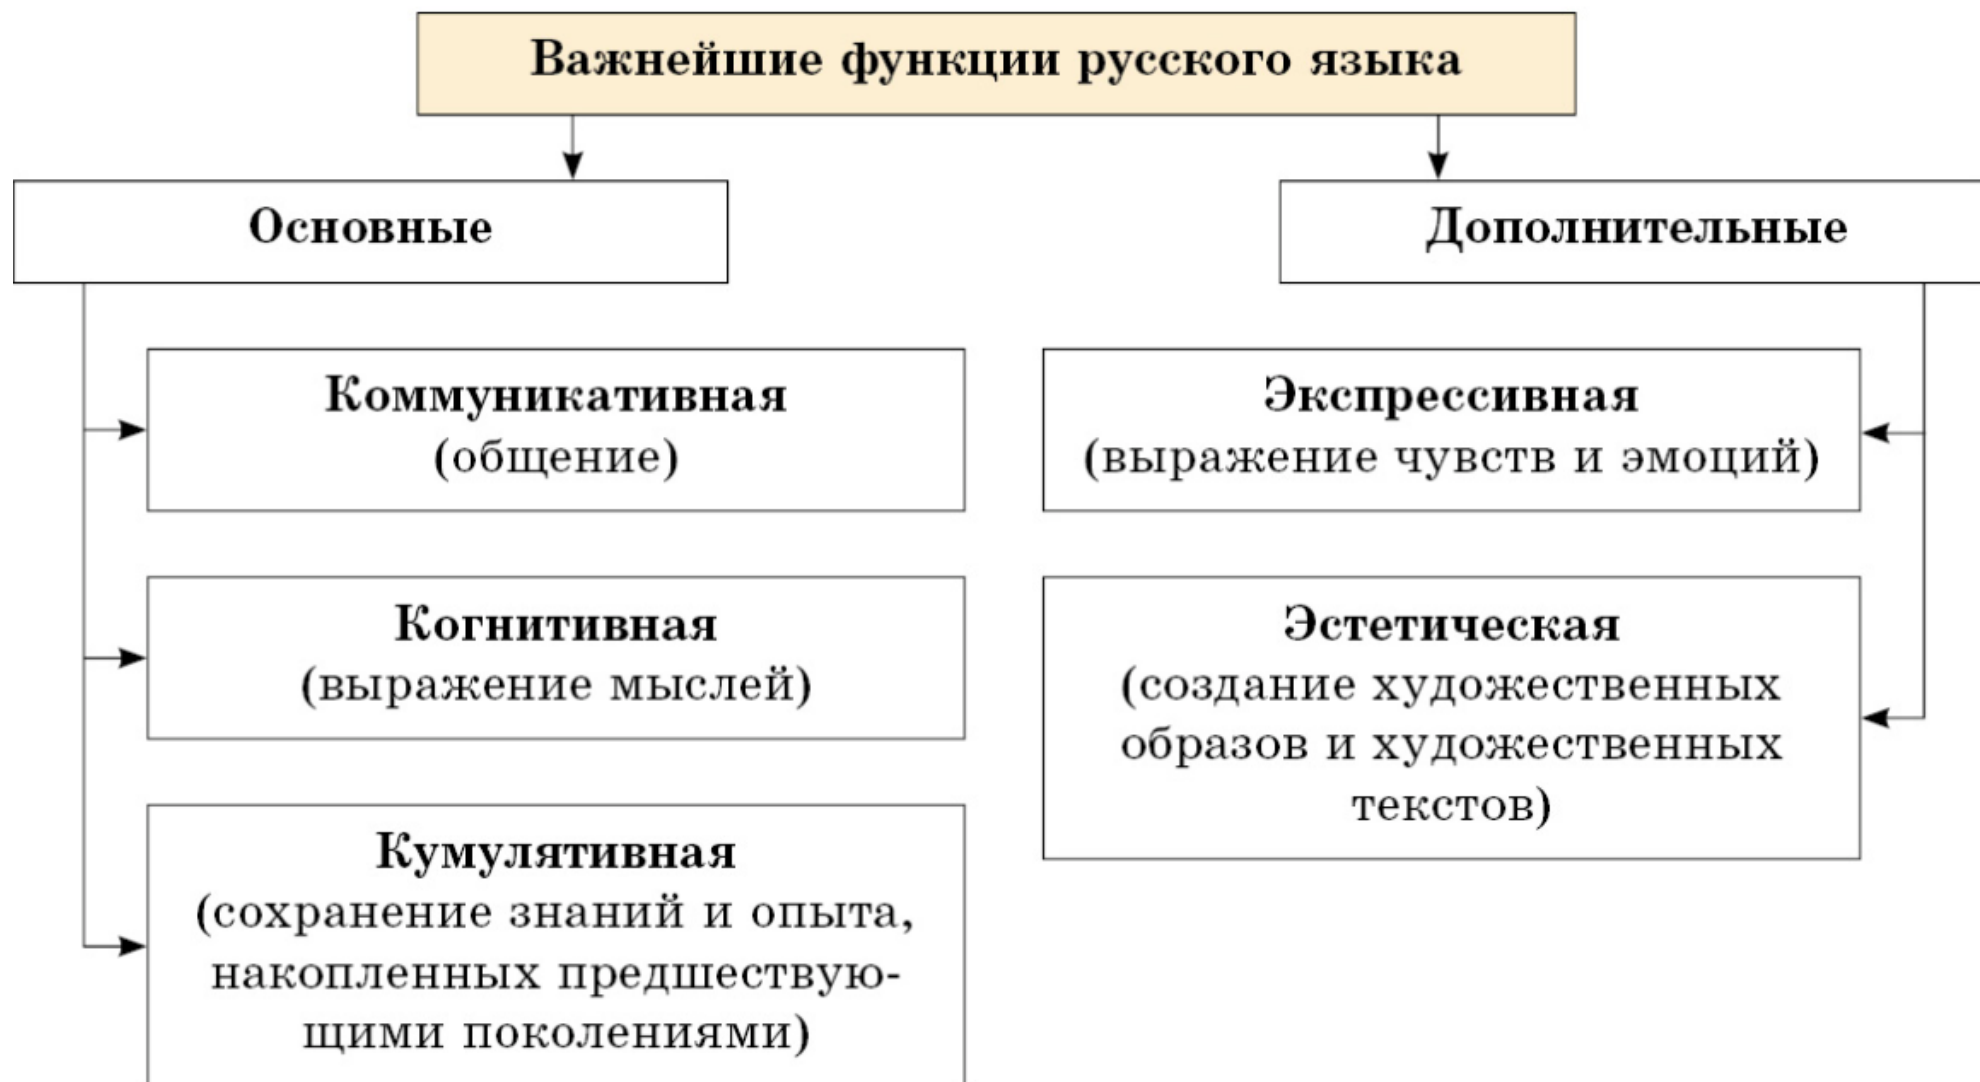 Важнейшие функции русского языка
Основные
Дополнительные
Коммуникативная
(общение)
Когнитивная
(выражение мыслей)
Кумулятивная
(сохранение знаний и опыта,
накопленных предшествую-
щими поколениями)
Экспрессивная
(выражение чувств и эмоций)
Эстетическая
(создание художественных
образов и художественных
текстов)